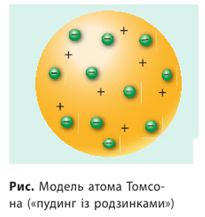 Рис. Модель атома Томсо-
на («пудинг із родзинками»)